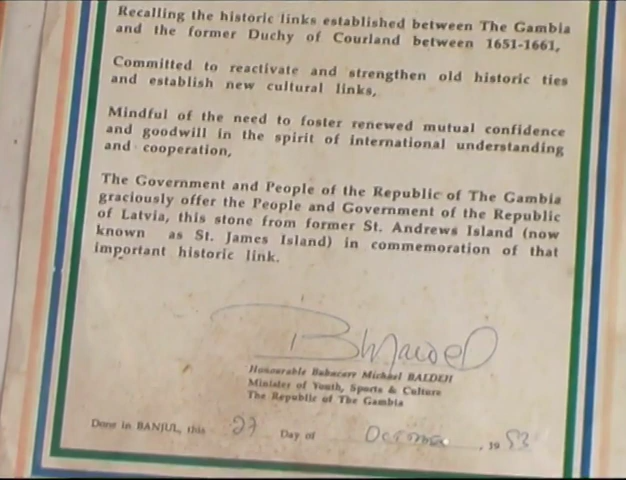 Recalling the historic links established between The Gambia
and the former Duchy of Courland between 1651-1661,
Committed to reactivate and strengthen old historic ties
and establish new cultural links,
Mindful of the need to foster renewed mutual confidence
and goodwill in the spirit of international understanding
and cooperation,
The Government and People of the Republic of The Gambia
graciously offer the People and Government of the Republic
of Latvia, this stone from former St. Andrews Island (now
known as St. James Island) in commemoration of that
important historic link.
Honourable Babucarr Michael BALDEH
Minister of Youth, Sports & Culture
The Republic of The Gambia
Done in BANJUL, this 27 Day of October, 19